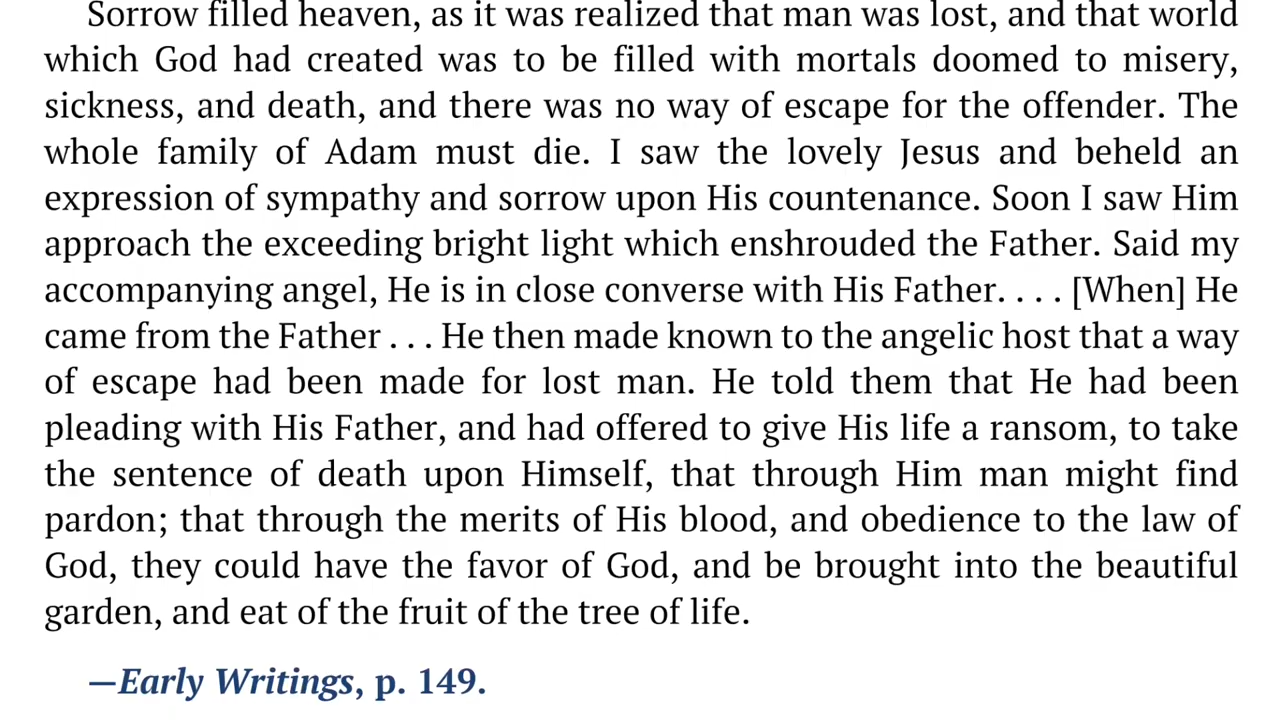 Sorrow filled heaven, as it was realized that man was lost, and that world
which God had created was to be filled with mortals doomed to misery,
sickness, and death, and there was no way of escape for the offender. The
whole family of Adam must die. I saw the lovely Jesus and beheld an
expression of sympathy and sorrow upon His countenance. Soon I saw Him
approach the exceeding bright light which enshrouded the Father. Said my
accompanying angel, He is in close converse with His Father. . . . [When] He
came from the Father . . . He then made known to the angelic host that a way
of escape had been made for lost man. He told them that He had been
pleading with His Father, and had offered to give His life a ransom, to take
the sentence of death upon Himself, that through Him man might find
pardon; that through the merits of His blood, and obedience to the law of
God, they could have the favor of God, and be brought into the beautiful
garden, and eat of the fruit of the tree of life.
—Early Writings, p. 149.